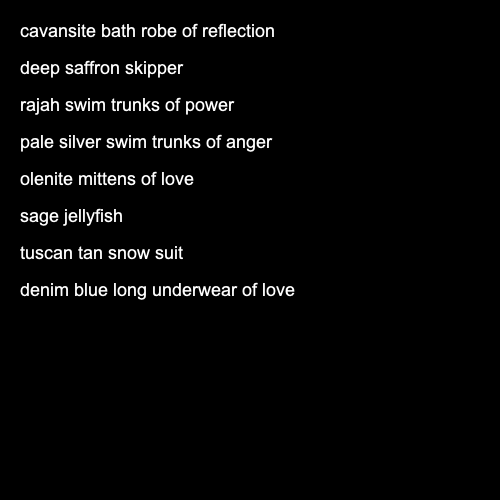 cavansite bath robe of reflection
deep saffron skipper
rajah swim trunks of power
pale silver swim trunks of anger
olenite mittens of love
sage jellyfish
tuscan tan snow suit
denim blue long underwear of love